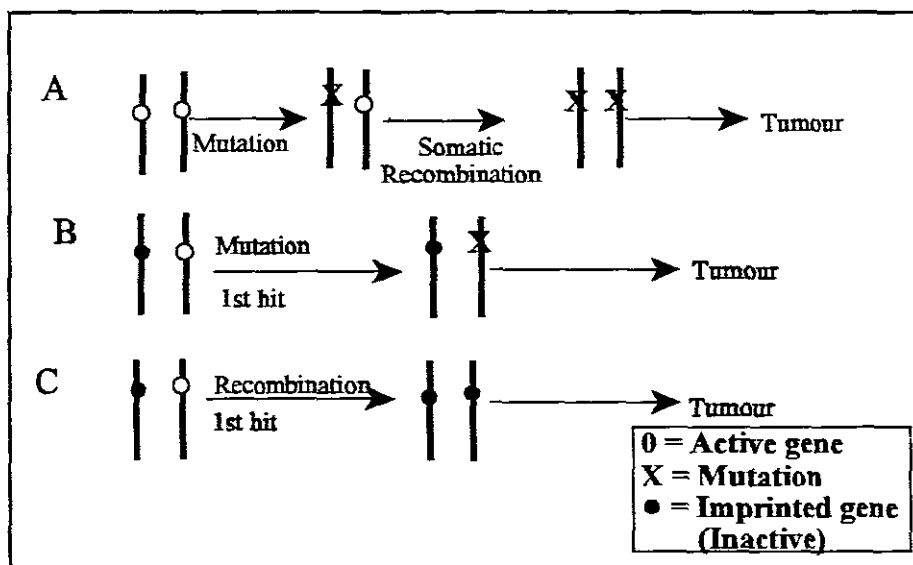 A
X
X X
Mutation
Somatic
Recombination
Tumour
B
Mutation
1st hit
X
Tumour
C
Recombination
1st hit
Tumour
0 = Active gene
X = Mutation
● = Imprinted gene
(Inactive)